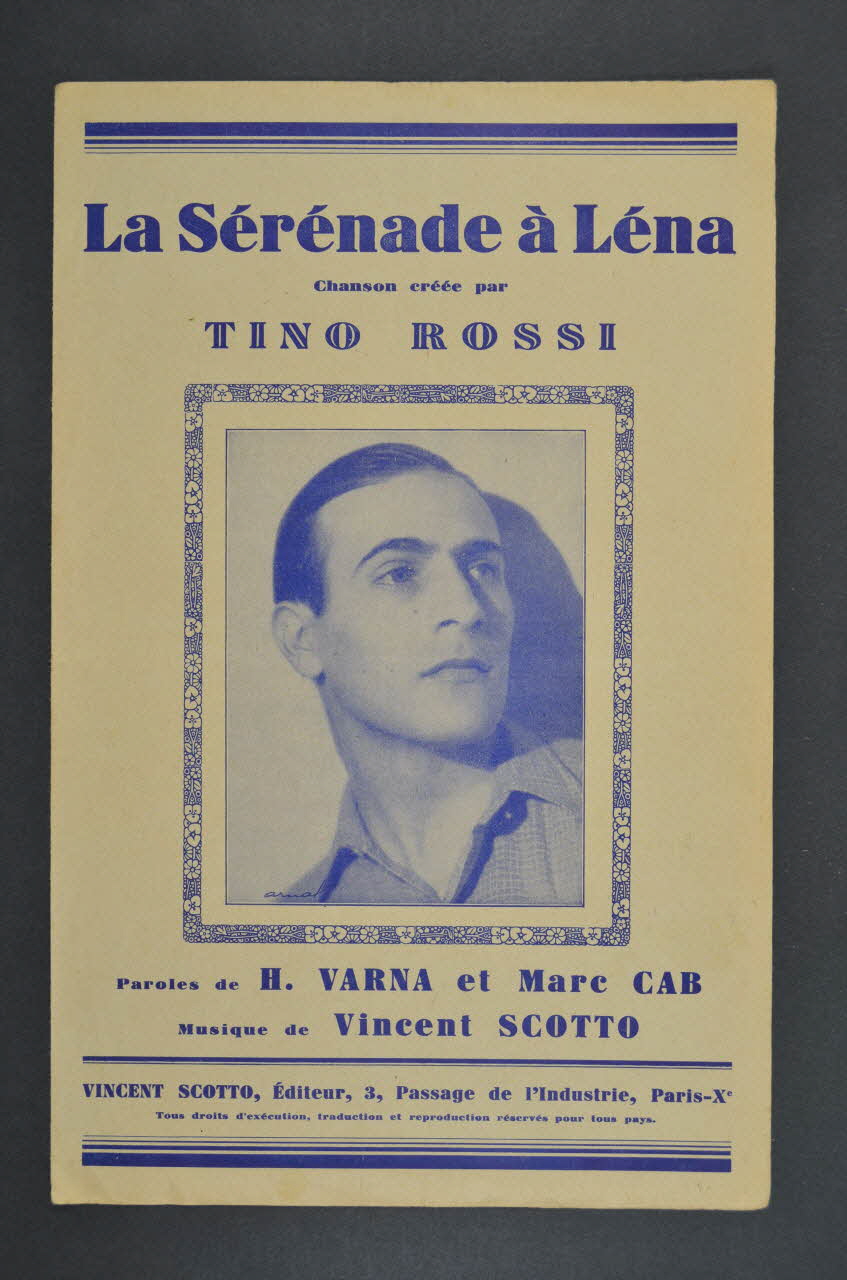 La Sérénade à Léna
Chanson créée par
TINO ROSSI
Paroles de H. VARNA et Marc CAB
Musique de Vincent SCOTTO
VINCENT SCOTTO, Éditeur, 3, Passage de l'Industrie, Paris-Xe
Tous droits d'exécution, traduction et reproduction réservés pour tous pays.